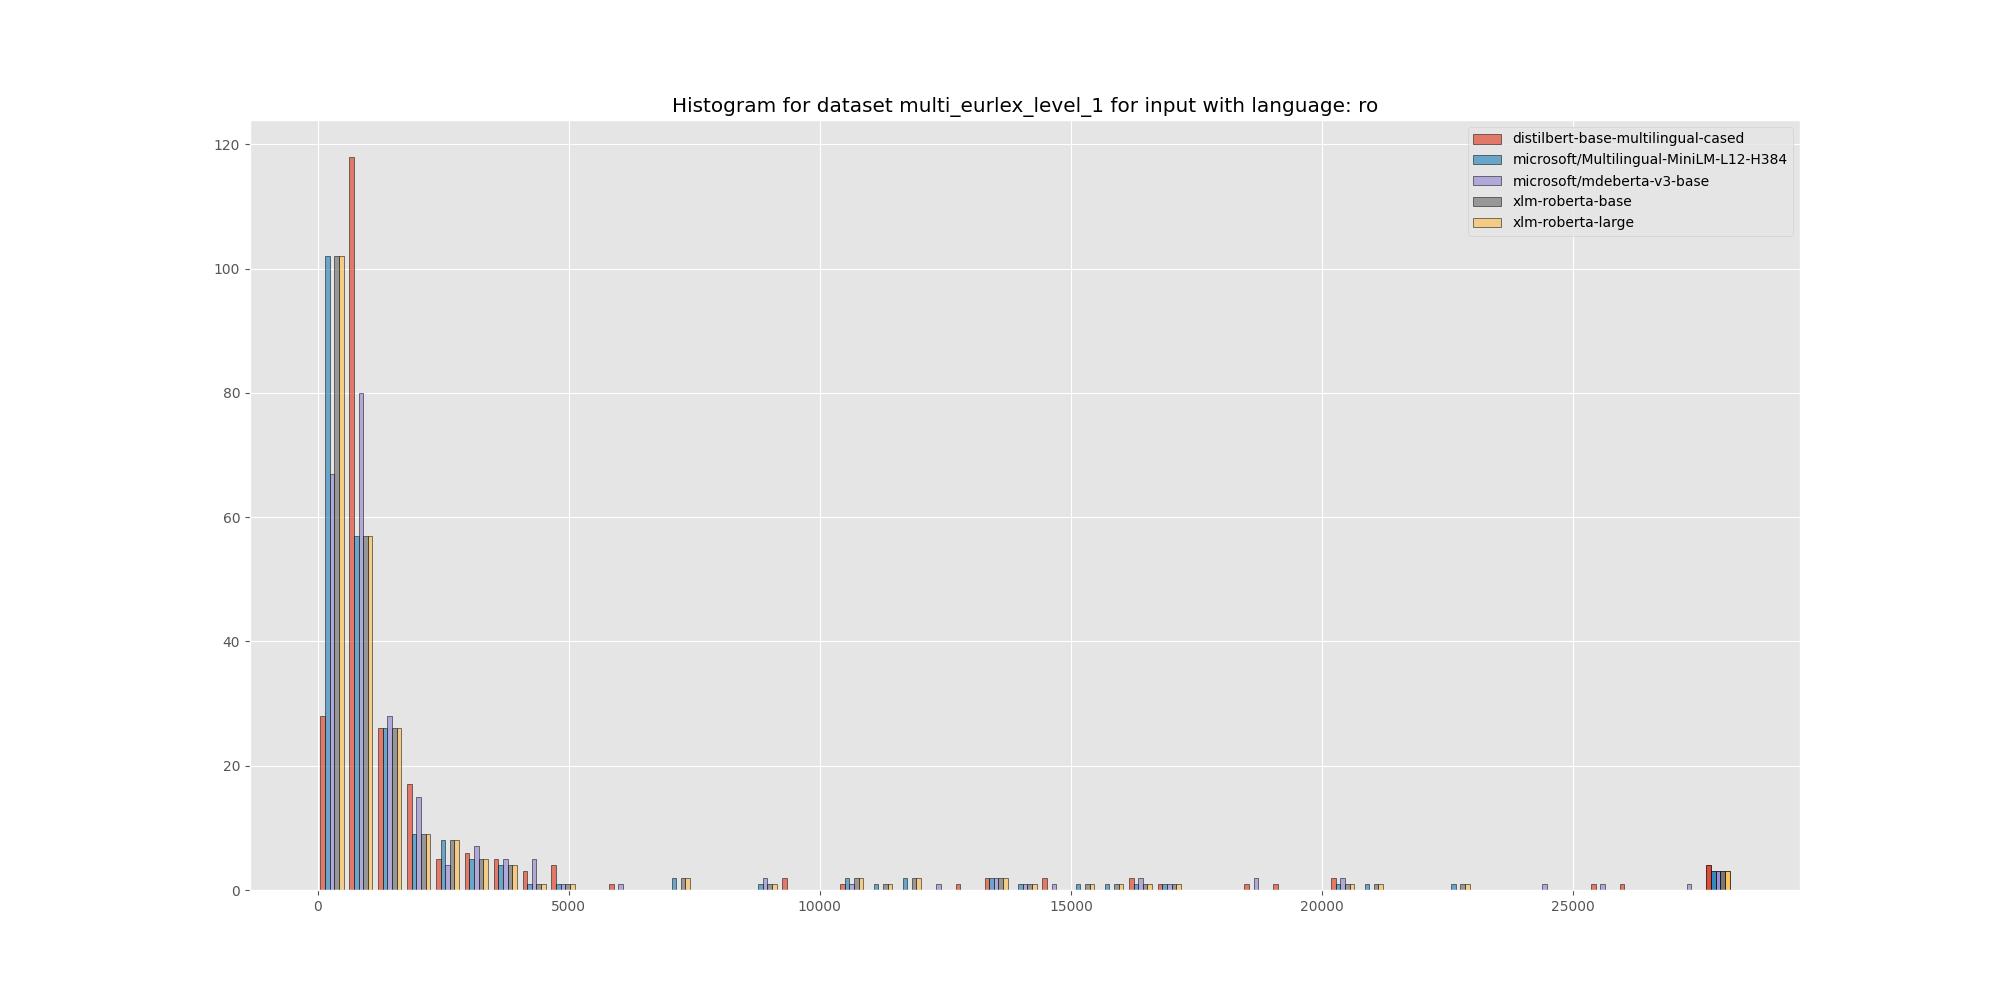 Histogram for dataset multi_eurlex_level_1 for input with language: ro
distilbert-base-multilingual-cased
microsoft/Multilingual-MiniLM-L12-H384
microsoft/mdeberta-v3-base
xlm-roberta-base
xlm-roberta-large
120
100
80
60
40
20
0
0 5000 10000 15000 20000 25000